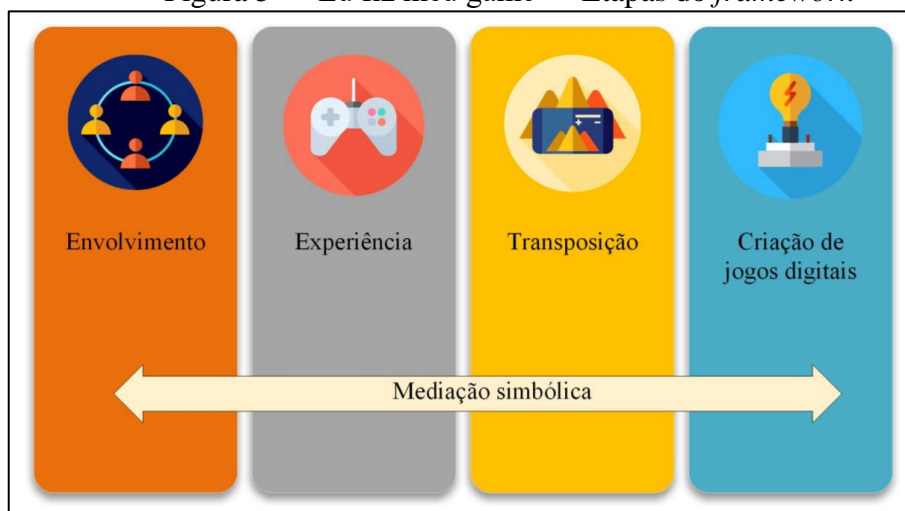 Envolvimento
Experiência
Transposição
Criação de
jogos digitais
Mediação simbólica